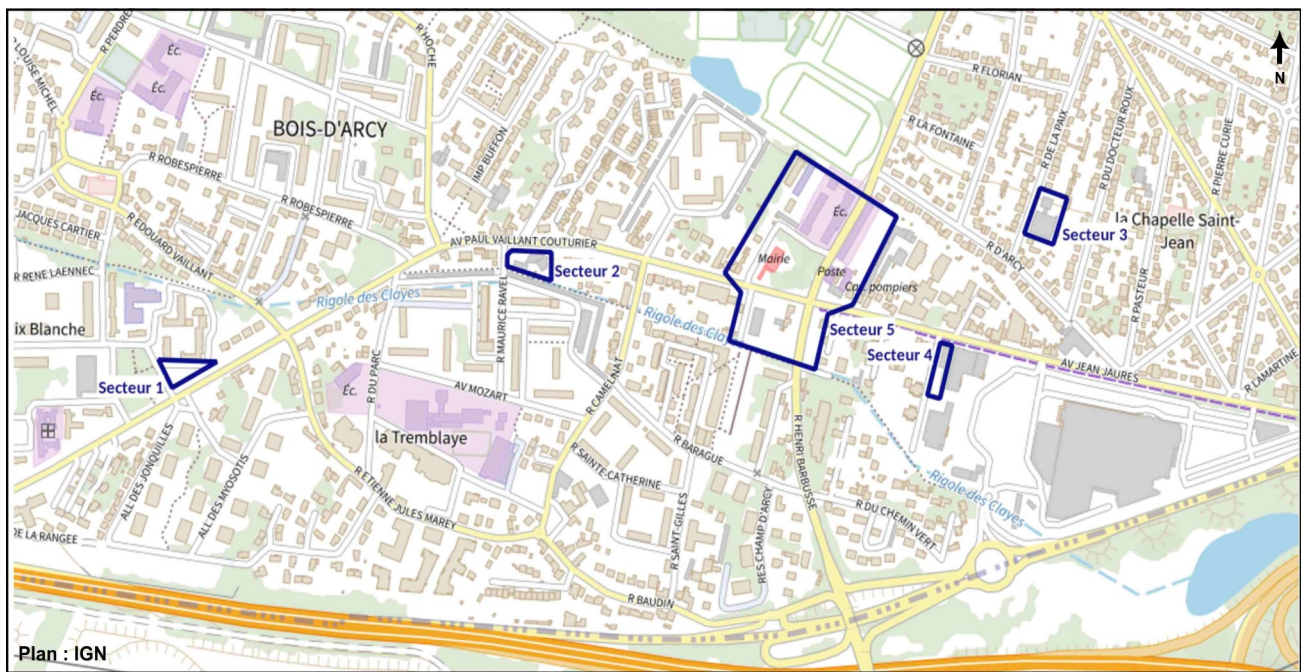 N
R PERDRE
Éc.
R HOCHE
R LOUISE MICHEL
R FLORIAN
Éc.
Éc.
BOIS-D'ARCY
R LA FONTAINE
R DE LA PAIX
R DU DOCTEUR ROUX
R PIERRE CURIE
IMP BUFFON
R ROBESPIERRE
R ROBESPIERRE
Éc.
JACQUES CARTIER
R EDOUARD VAILLANT
la Chapelle Saint-
Jean
Secteur 3
AV PAUL VAILLANT COUTURIER
R D'ARCY
Mairie
Poste
Secteur 2
R RENE LAENNEC
R PASTEUR
Cas. pompiers
Rigole des Clayes
Rigole des Cla
ix Blanche
R MAURICE RAVEL
Secteur 5
Secteur 4
AV JEAN JAURES
R LAMARTINE
Secteur 1
R DU PARC
AV MOZART
Éc.
R CAMELINAT
R HENRI BARBUSSE
la Tremblaye
R BARAGUE
R SAINTE-CATHERINE
ALL DES JONQUILLES
ALL DES MYOSOTIS
Rigole des Clayes
R ETIENNE JULES MAREY
R SAINT-GILLES
RES CHAMP D'ARCY
R DU CHEMIN VERT
DE LA RANGEE
R BAUDIN
Plan : IGN